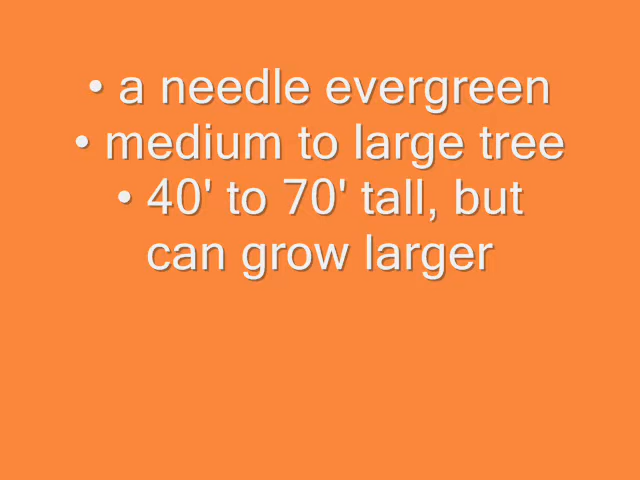 • a needle evergreen
• medium to large tree
• 40' to 70' tall, but
can grow larger